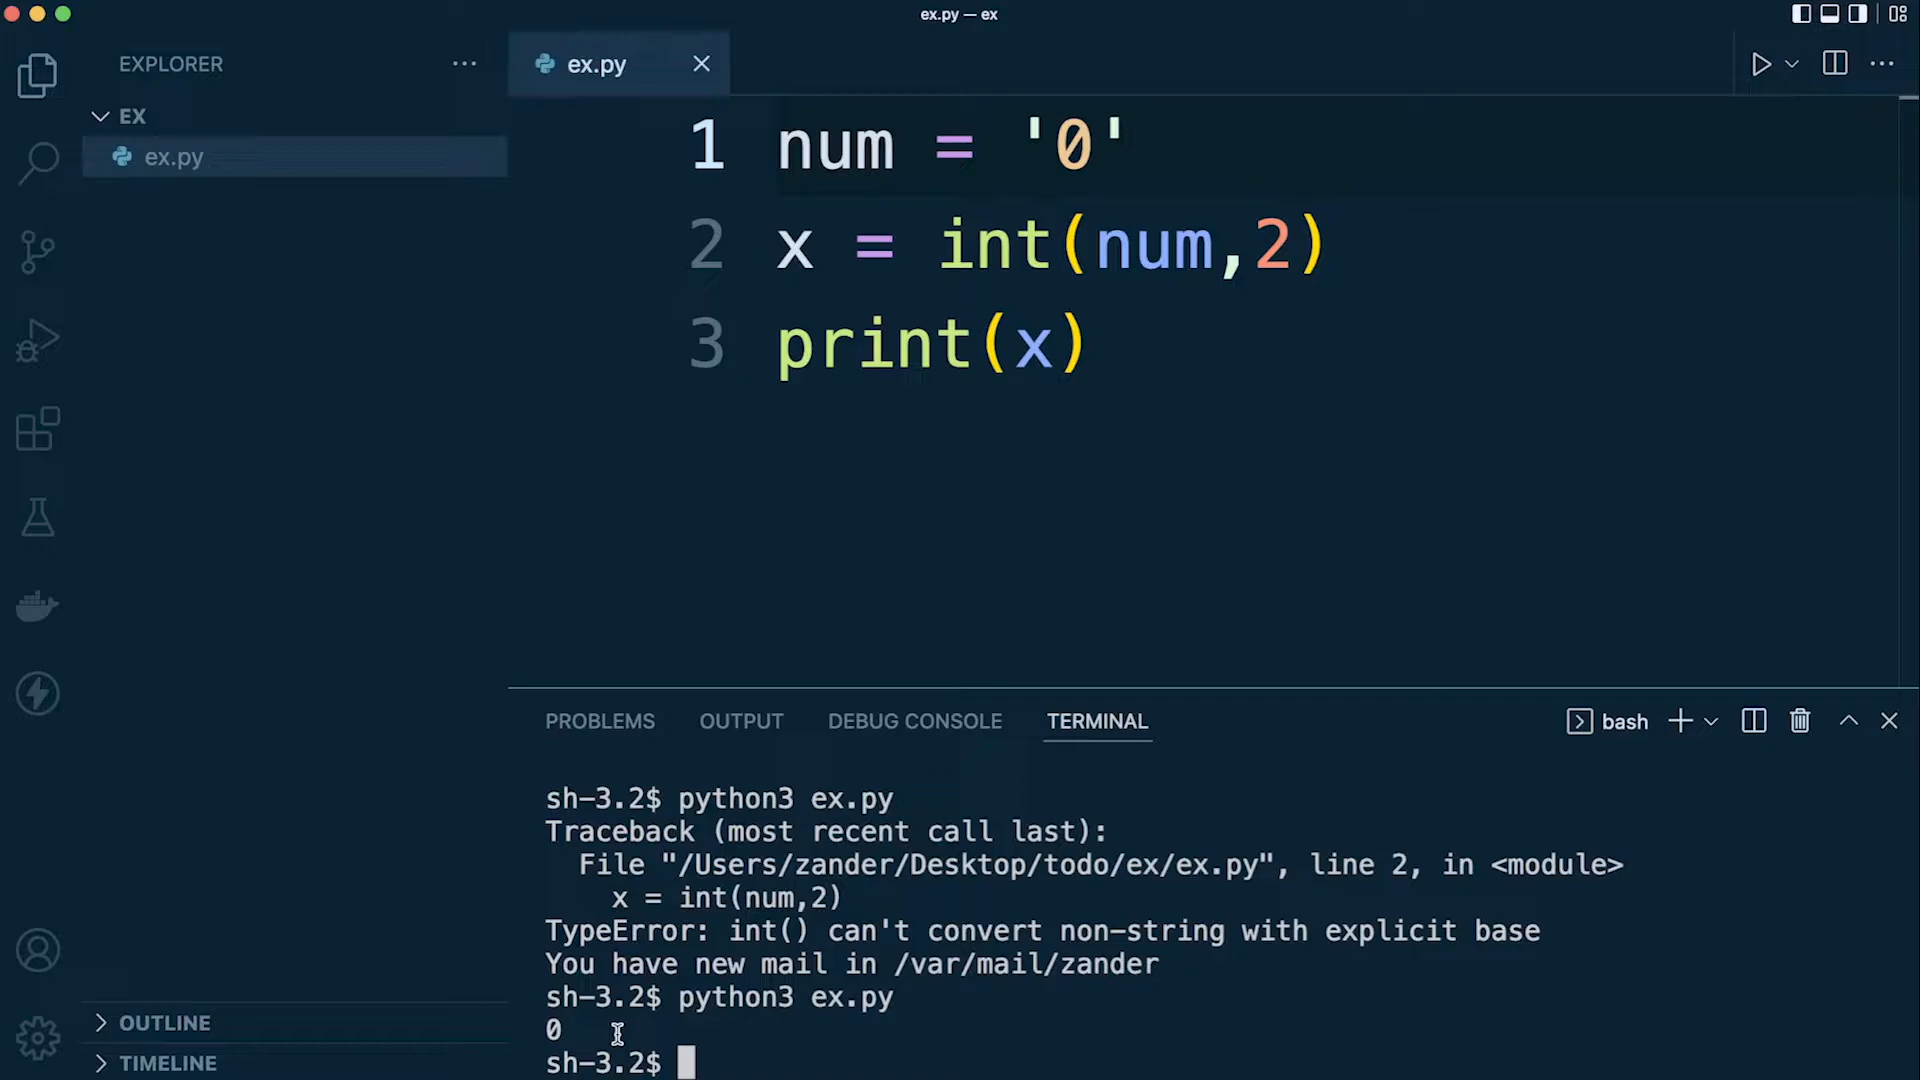 ex.py — ex
EXPLORER
ex.py
EX
ex.py
1 num = '0'
2 x = int(num,2)
3 print(x)
PROBLEMS OUTPUT DEBUG CONSOLE TERMINAL
bash
sh-3.2$ python3 ex.py
Traceback (most recent call last):
File "/Users/zander/Desktop/todo/ex/ex.py", line 2, in <module>
x = int(num,2)
TypeError: int() can't convert non-string with explicit base
You have new mail in /var/mail/zander
sh-3.2$ python3 ex.py
0
sh-3.2$
OUTLINE
TIMELINE